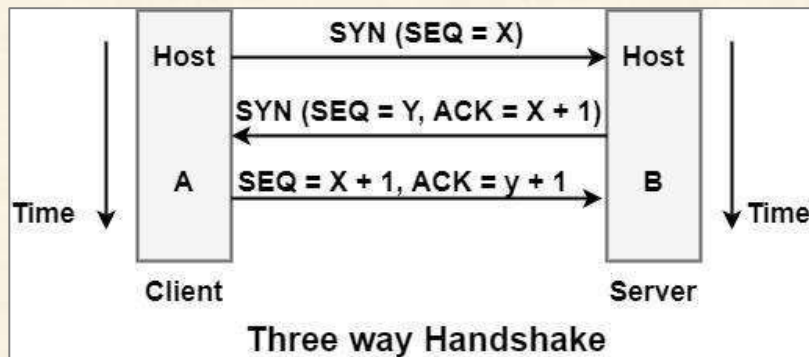 SYN (SEQ = X)
Host
Host
SYN (SEQ = Y, ACK = X + 1)
A
SEQ = X + 1, ACK = y + 1
B
Time
Time
Client
Server
Three way Handshake